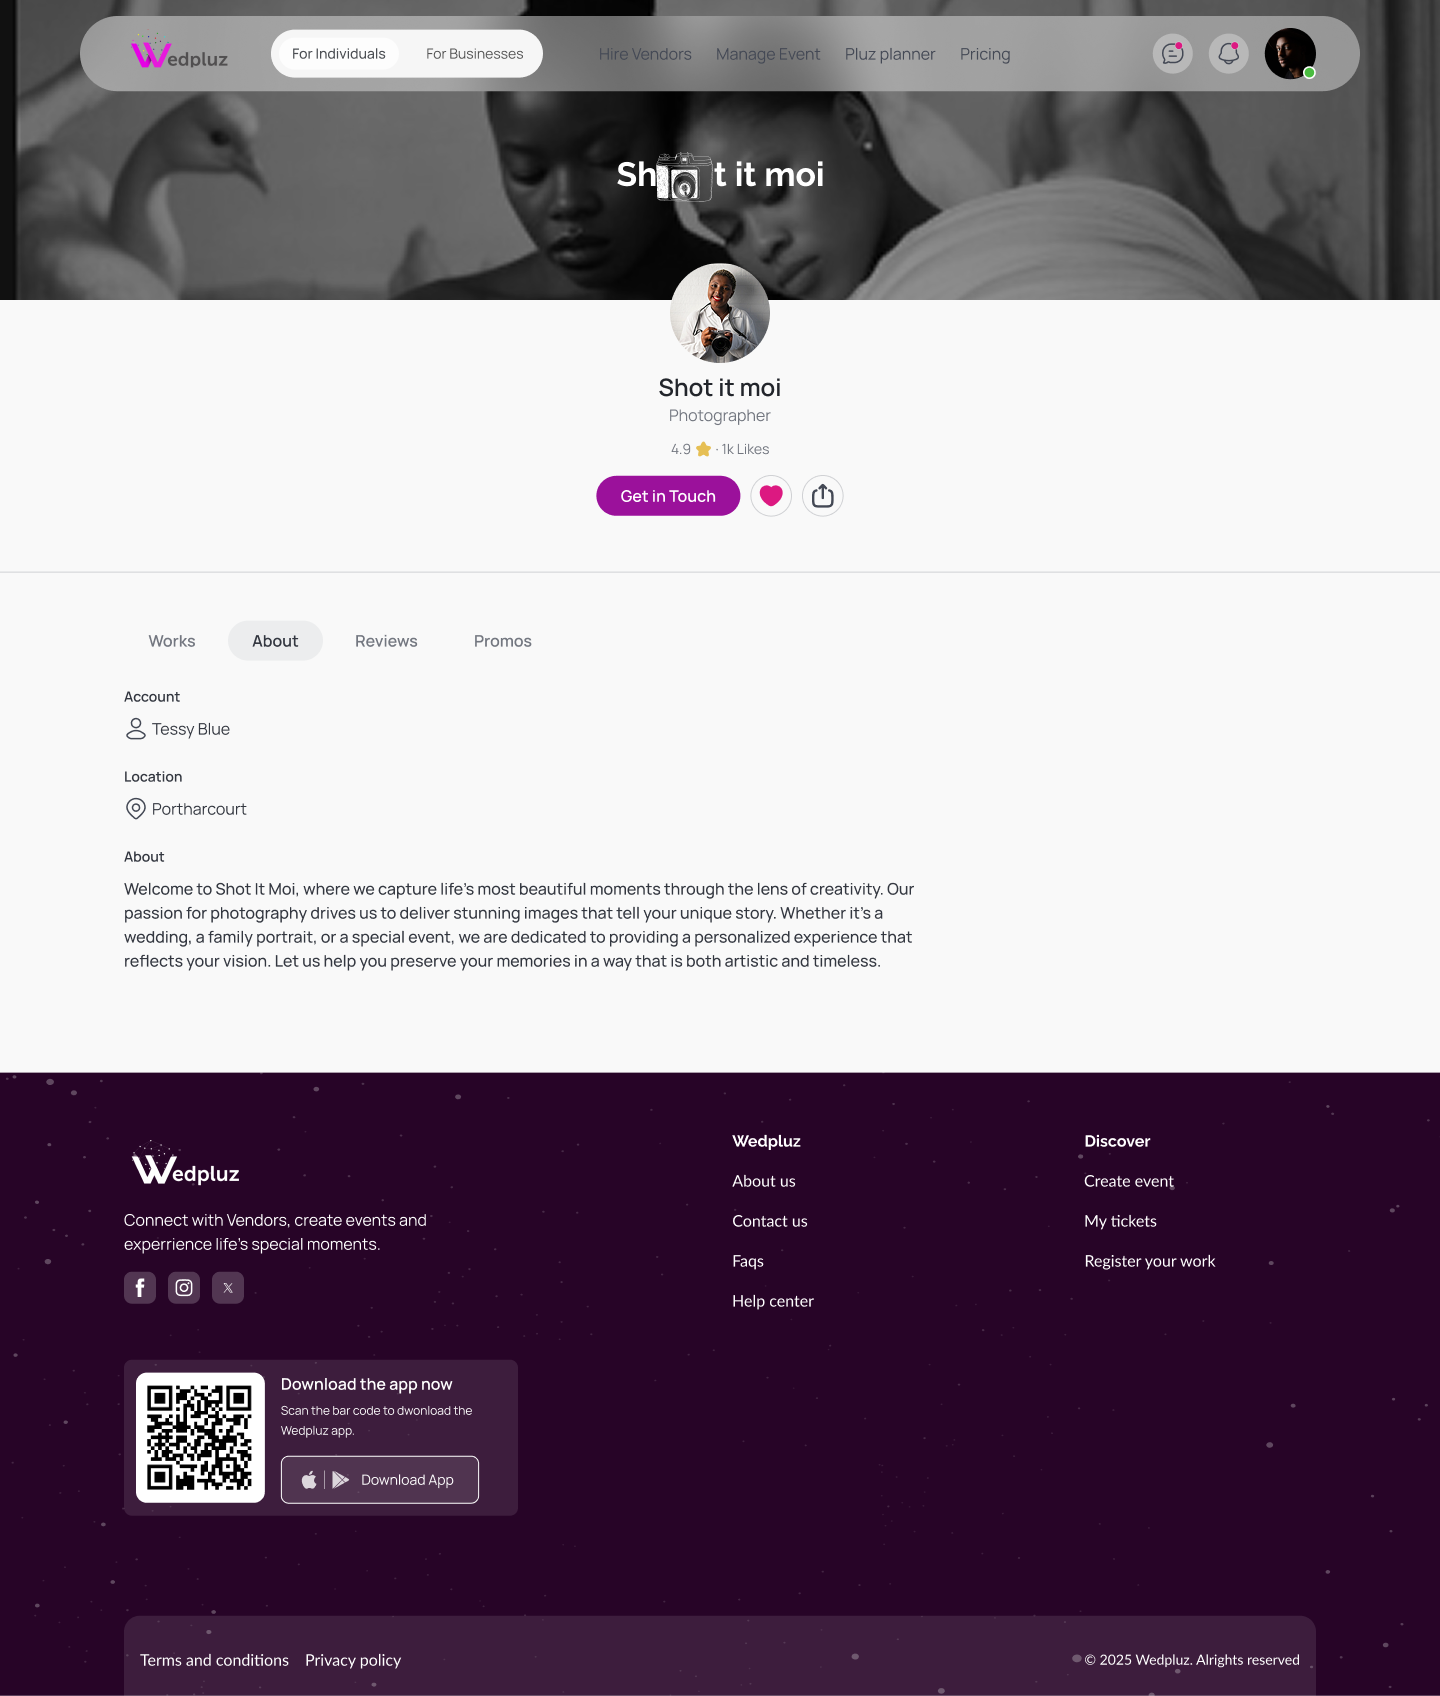 Wedpluz
For Individuals
For Businesses
Hire Vendors
Manage Event
Pluz planner
Pricing
Sh t it moi
Shot it moi
Photographer
4.9 · 1k Likes
Get in Touch
Works
About
Reviews
Promos
Account
Tessy Blue
Location
Portharcourt
About
Welcome to Shot It Moi, where we capture life's most beautiful moments through the lens of creativity. Our
passion for photography drives us to deliver stunning images that tell your unique story. Whether it's a
wedding, a family portrait, or a special event, we are dedicated to providing a personalized experience that
reflects your vision. Let us help you preserve your memories in a way that is both artistic and timeless.
Wedpluz
Connect with Vendors, create events and
experrience life's special moments.
Download the app now
Scan the bar code to dwonload the
Wedpluz app.
Download App
Wedpluz
About us
Contact us
Faqs
Help center
Discover
Create event
My tickets
Register your work
Terms and conditions
Privacy policy
© 2025 Wedpluz. Alrights reserved